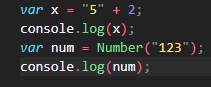 var x = "5" + 2;
console.log(x);
var num = Number("123");
console.log(num);